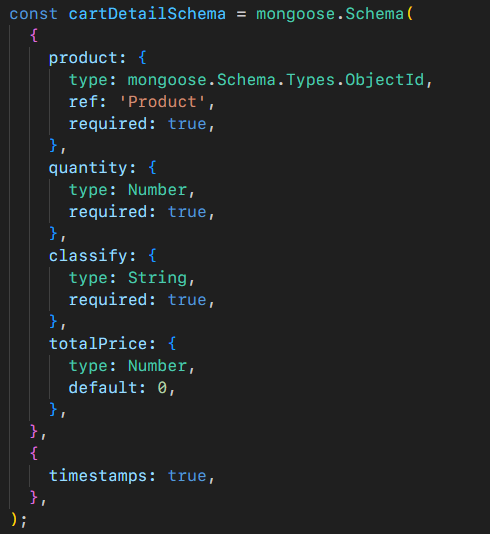 const cartDetailSchema = mongoose.Schema(
  {
    product: {
      type: mongoose.Schema.Types.ObjectId,
      ref: 'Product',
      required: true,
    },
    quantity: {
      type: Number,
      required: true,
    },
    classify: {
      type: String,
      required: true,
    },
    totalPrice: {
      type: Number,
      default: 0,
    },
  },
  {
    timestamps: true,
  },
);